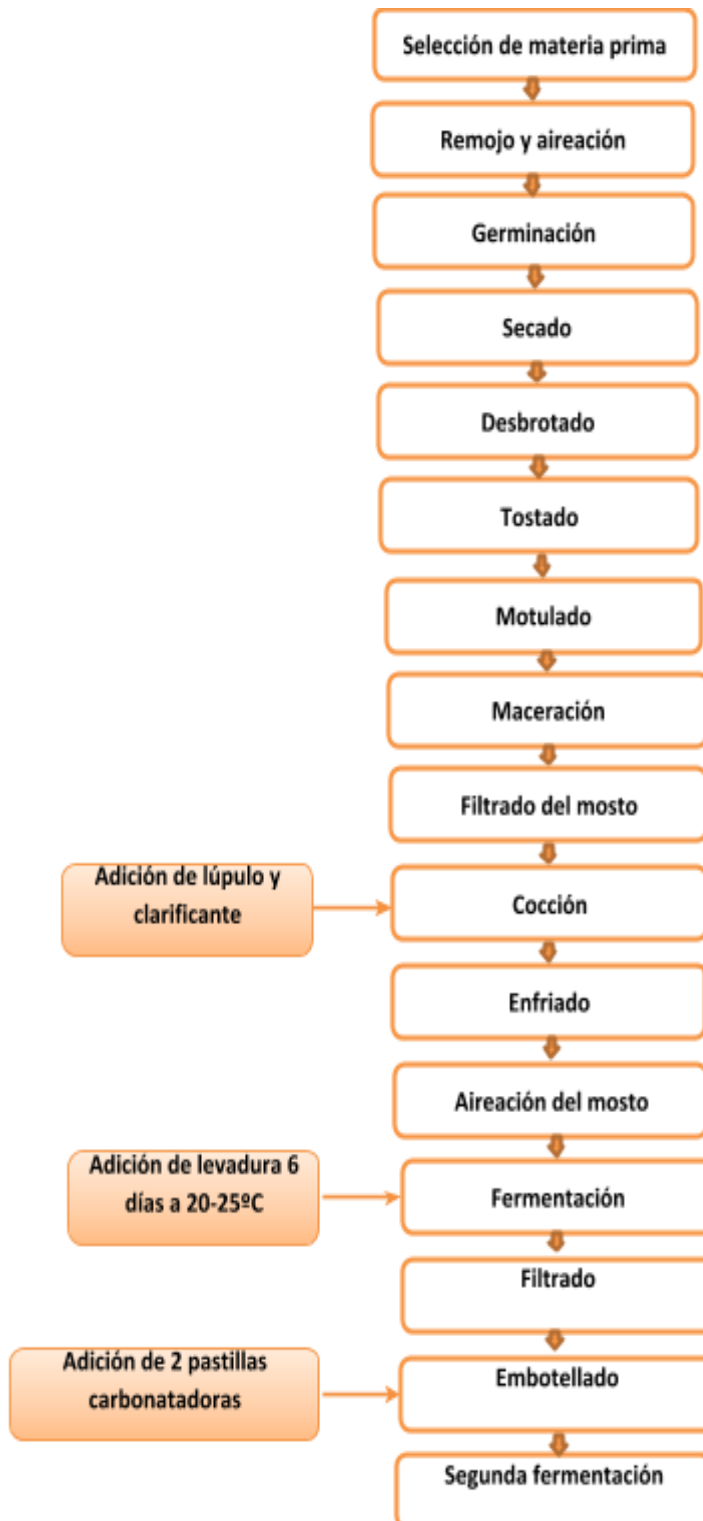 Selección de materia prima
Remojo y aireación
Germinación
Secado
Desbrotado
Tostado
Motulado
Maceración
Filtrado del mosto
Adición de lúpulo y
clarificante
Cocción
Enfriado
Aireación del mosto
Adición de levadura 6
días a 20-25ºC
Fermentación
Filtrado
Adición de 2 pastillas
carbonatadoras
Embotellado
Segunda fermentación